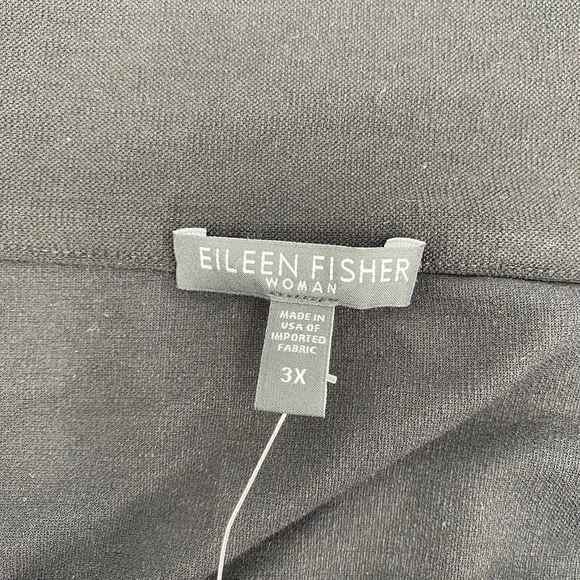 EILEEN FISHER
WOMAN
MADE IN
USA OF
IMPORTED
FABRIC
3X